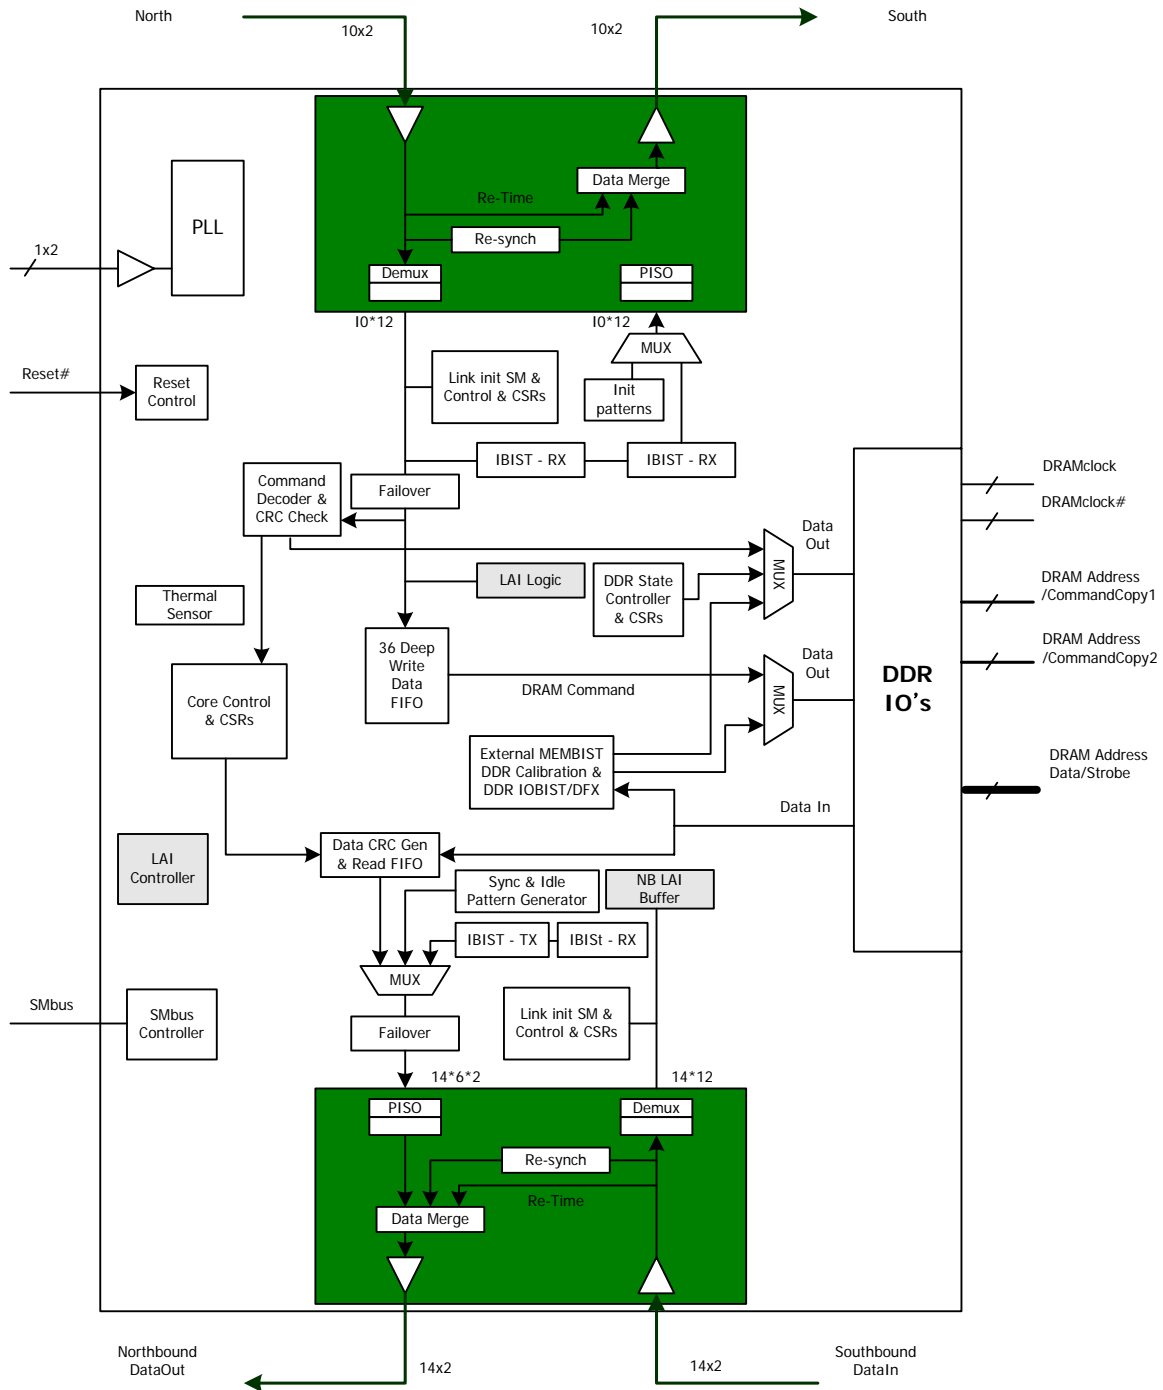 North
10x2
10x2
South
Data Merge
Re-Time
Re-synch
PLL
1x2
Demux
PISO
I0*12
I0*12
MUX
Link init SM &
Control & CSRs
Init
patterns
Reset#
Reset
Control
IBIST - RX
IBIST - RX
Command
Decoder &
CRC Check
Failover
DRAMclock
DRAMclock#
Data
Out
MUX
LAI Logic
DDR State
Controller
& CSRs
Thermal
Sensor
DRAM Address
/CommandCopy1
36 Deep
Write
Data
FIFO
DRAM Command
Data
Out
MUX
DRAM Address
/CommandCopy2
DDR
IO's
Core Control
& CSRs
External MEMBIST
DDR Calibration &
DDR IOBIST/DFX
DRAM Address
Data/Strobe
Data In
LAI
Controller
Data CRC Gen
& Read FIFO
Sync & Idle
Pattern Generator
NB LAI
Buffer
IBIST - TX
IBISt - RX
MUX
SMbus
SMbus
Controller
Failover
Link init SM &
Control & CSRs
14*6*2
14*12
PISO
Demux
Re-synch
Re-Time
Data Merge
Northbound
DataOut
14x2
14x2
Southbound
DataIn